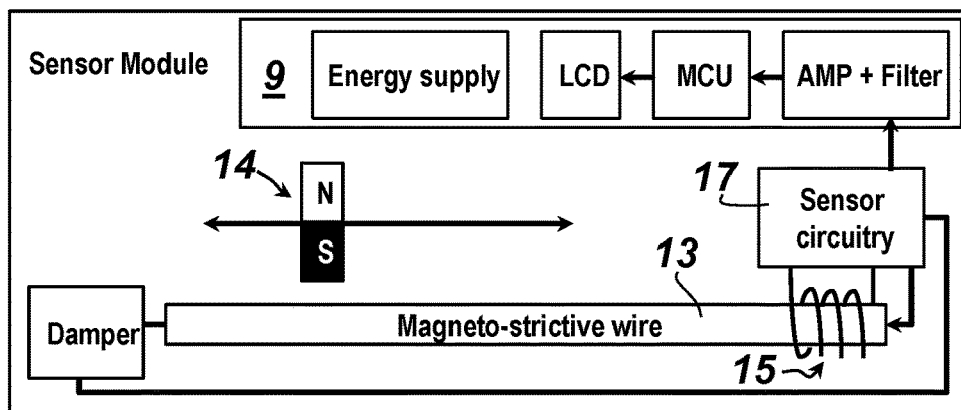 Sensor Module
9
Energy supply
LCD
MCU
AMP + Filter
14
N
S
17
Sensor
circuitry
13
Damper
Magneto-strictive wire
15